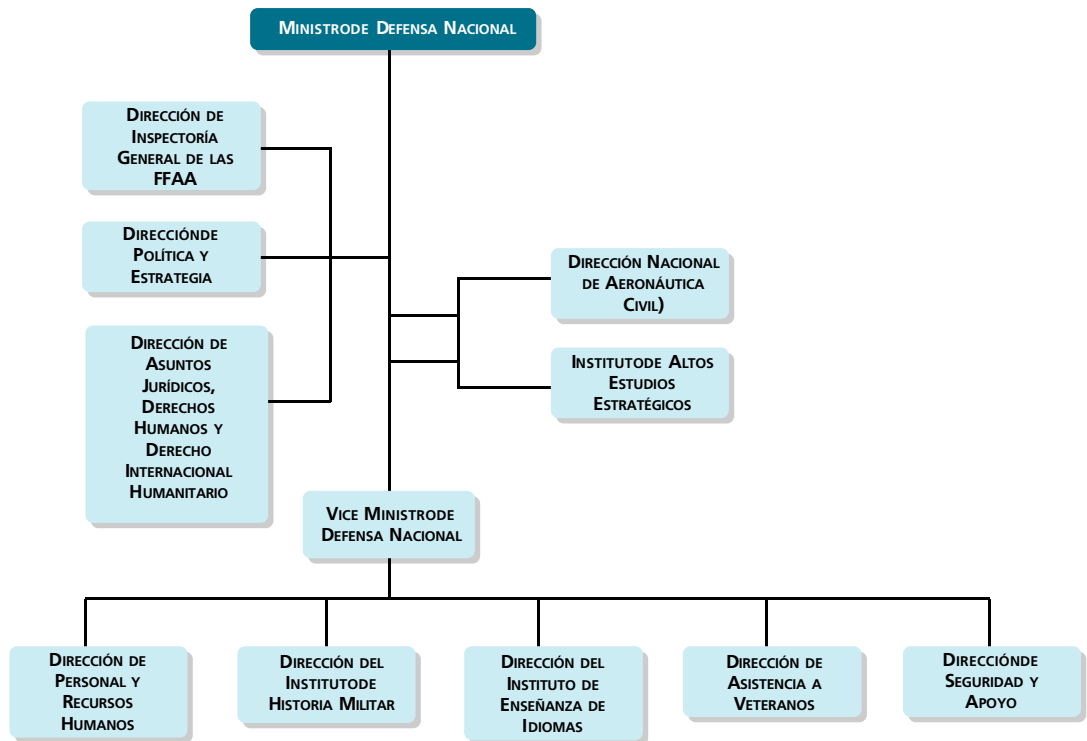 MINISTRODE DEFENSA NACIONAL
DIRECCIÓN DE
INSPECTORÍA
GENERAL DE LAS
FFAA
DIRECCIÓNDE
POLÍTICA Y
ESTRATEGIA
DIRECCIÓN DE
ASUNTOS
JURÍDICOS,
DERECHOS
HUMANOS Y
DERECHO
INTERNACIONAL
HUMANITARIO
DIRECCIÓN NACIONAL
DE AERONÁUTICA
CIVIL)
INSTITUTODE ALTOS
ESTUDIOS
ESTRATÉGICOS
VICE MINISTRODE
DEFENSA NACIONAL
DIRECCIÓN DE
PERSONAL Y
RECURSOS
HUMANOS
DIRECCIÓN DEL
INSTITUTODE
HISTORIA MILITAR
DIRECCIÓN DEL
INSTITUTO DE
ENSEÑANZA DE
IDIOMAS
DIRECCIÓN DE
ASISTENCIA A
VETERANOS
DIRECCIÓNDE
SEGURIDAD Y
APOYO